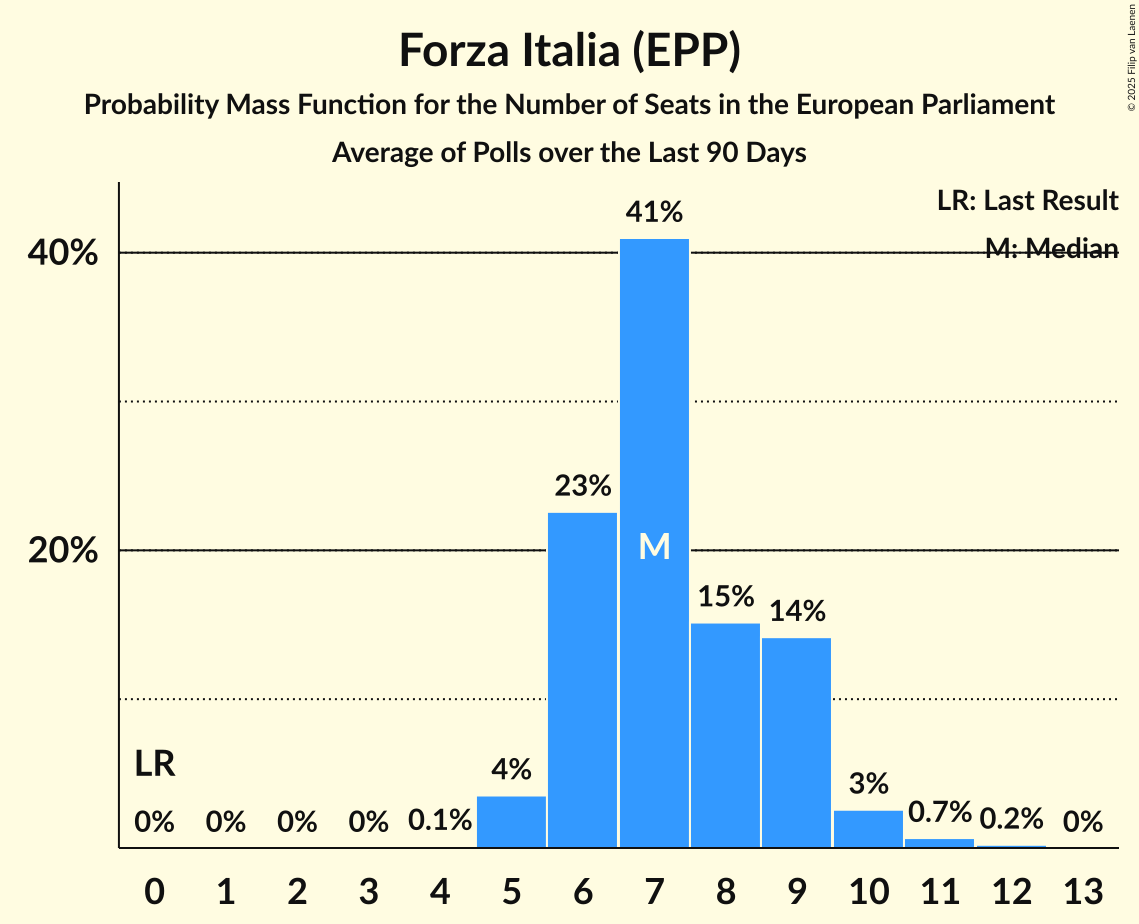 Forza Italia (EPP)
Probability Mass Function for the Number of Seats in the European Parliament
Average of Polls over the Last 90 Days
© 2025 Filip van Laenen
LR: Last Result
M: Median
40%
20%
41%
23%
M
15%
14%
LR
0%
0%
0%
0%
0.1%
4%
3%
0.7%
0.2%
0%
0 1 2 3 4 5 6 7 8 9 10 11 12 13